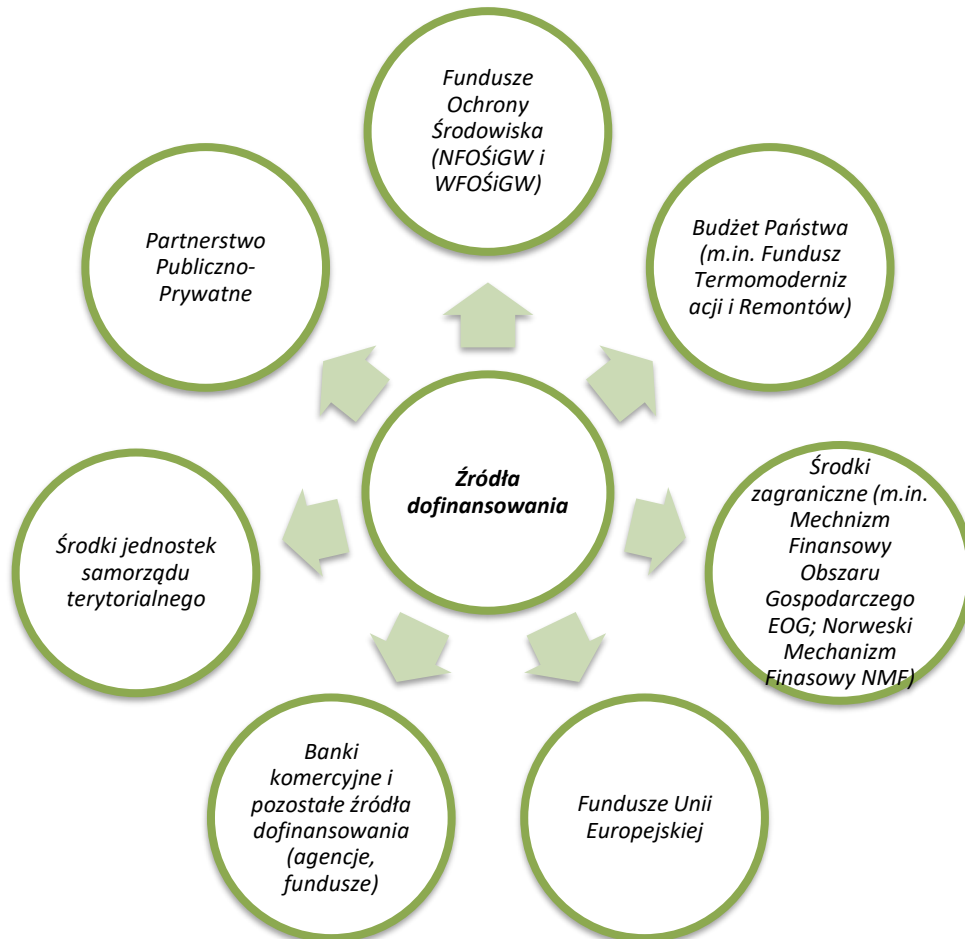 Fundusze
Ochrony
Środowiska
(NFOŚiGW i
WFOŚiGW)
Budżet Państwa
(m.in. Fundusz
Termomoderniz
acji i Remontów)
Środki
zagraniczne (m.in.
Mechnizm
Finansowy
Obszaru
Gospodarczego
EOG; Norweski
Mechanizm
Finasowy NMF)
Fundusze Unii
Europejskiej
Banki
komercyjne i
pozostałe źródła
dofinansowania
(agencje,
fundusze)
Środki jednostek
samorządu
terytorialnego
Partnerstwo
Publiczno-
Prywatne
Źródła
dofinansowania